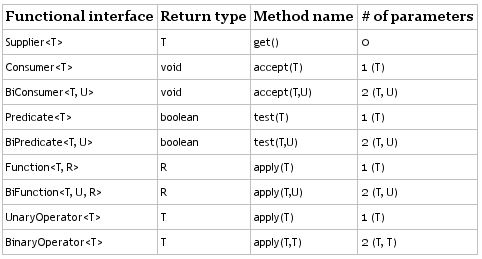 Functional interface Return type Method name # of parameters
Supplier<T> T get() 0
Consumer<T> void accept(T) 1 (T)
BiConsumer<T, U> void accept(T,U) 2 (T, U)
Predicate<T> boolean test(T) 1 (T)
BiPredicate<T, U> boolean test(T,U) 2 (T, U)
Function<T, R> R apply(T) 1 (T)
BiFunction<T, U, R> R apply(T,U) 2 (T, U)
UnaryOperator<T> T apply(T) 1 (T)
BinaryOperator<T> T apply(T,T) 2 (T, T)